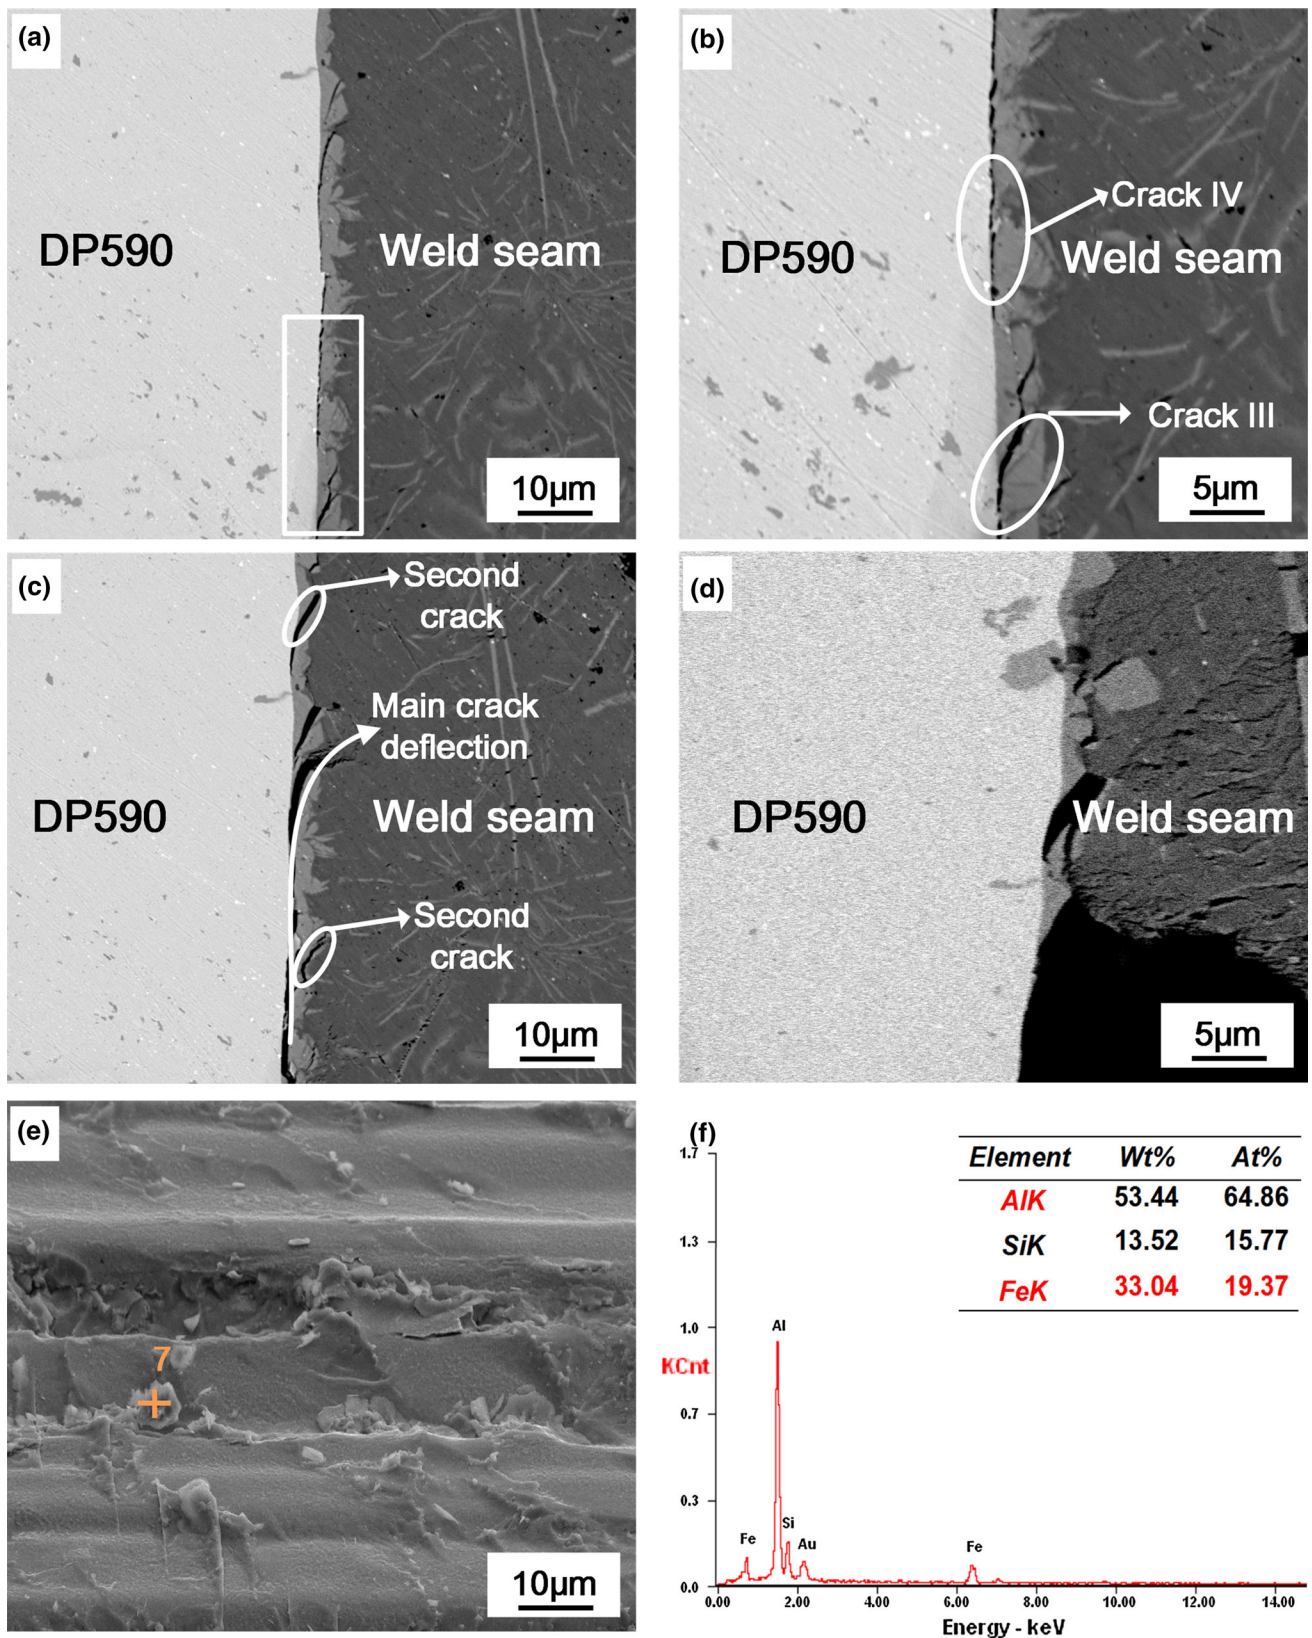 (a)
DP590
Weld seam
10µm
(b)
Crack IV
DP590
Weld seam
Crack III
5µm
(c)
Second
crack
Main crack
deflection
DP590
Weld seam
Second
crack
10µm
(d)
DP590
Weld seam
5µm
(e)
7
10µm
(f)
Element Wt% At%
AlK 53.44 64.86
SiK 13.52 15.77
FeK 33.04 19.37
1.7
1.3
1.0
KCnt
0.7
0.3
0.0
Al
Fe
Si
Au
Fe
0.00 2.00 4.00 6.00 8.00 10.00 12.00 14.00
Energy - keV